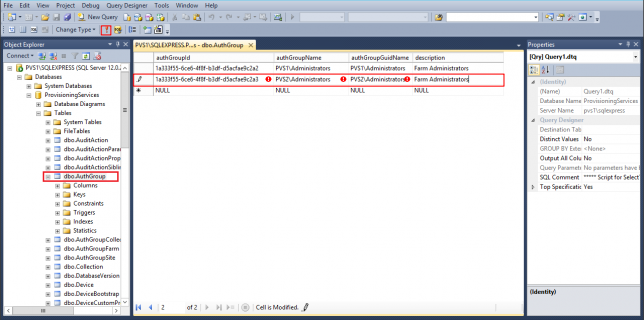 File Edit View Project Debug Query Designer Tools Window Help
New Query
Change Type
Object Explorer
Connect
PVS1\SQLEXPRESS (SQL Server 12.0.
Databases
System Databases
ProvisioningServices
Database Diagrams
Tables
System Tables
FileTables
dbo.AuditAction
dbo.AuditActionParar
dbo.AuditActionProp
dbo.AuditActionSiblin
dbo.AuthGroup
Columns
Keys
Constraints
Triggers
Indexes
Statistics
dbo.AuthGroupCollec
dbo.AuthGroupFarm
dbo.AuthGroupSite
dbo.Collection
dbo.DatabaseVersion
dbo.Device
dbo.DeviceBootstrap
dbo.DeviceCustomPr
PVS1\SQLEXPRESS.P...s - dbo.AuthGroup
authGroupId authGroupName authGroupGuidName description
1a333f55-6ce6-4f8f-b3df-d5acfae9c2a2 PVS1\Administrators PVS1\Administrators Farm Administrators
1a333f55-6ce6-4f8f-b3df-d5acfae9c2a3 PVS2\Administrators PVS2\Administrators Farm Administrators
NULL NULL NULL NULL
2 of 2 Cell is Modified.
Properties
[Qry] Query1.dtq
(Identity)
(Name) Query1.dtq
Database Name ProvisioningServices
Server Name pvs1\sqlexpress
Query Designer
Destination Tab
Distinct Values No
GROUP BY Exte <None>
Output All Colu No
Query Paramet No parameters have b
SQL Comment ***** Script for Select
Top Specificatic Yes
(Identity)